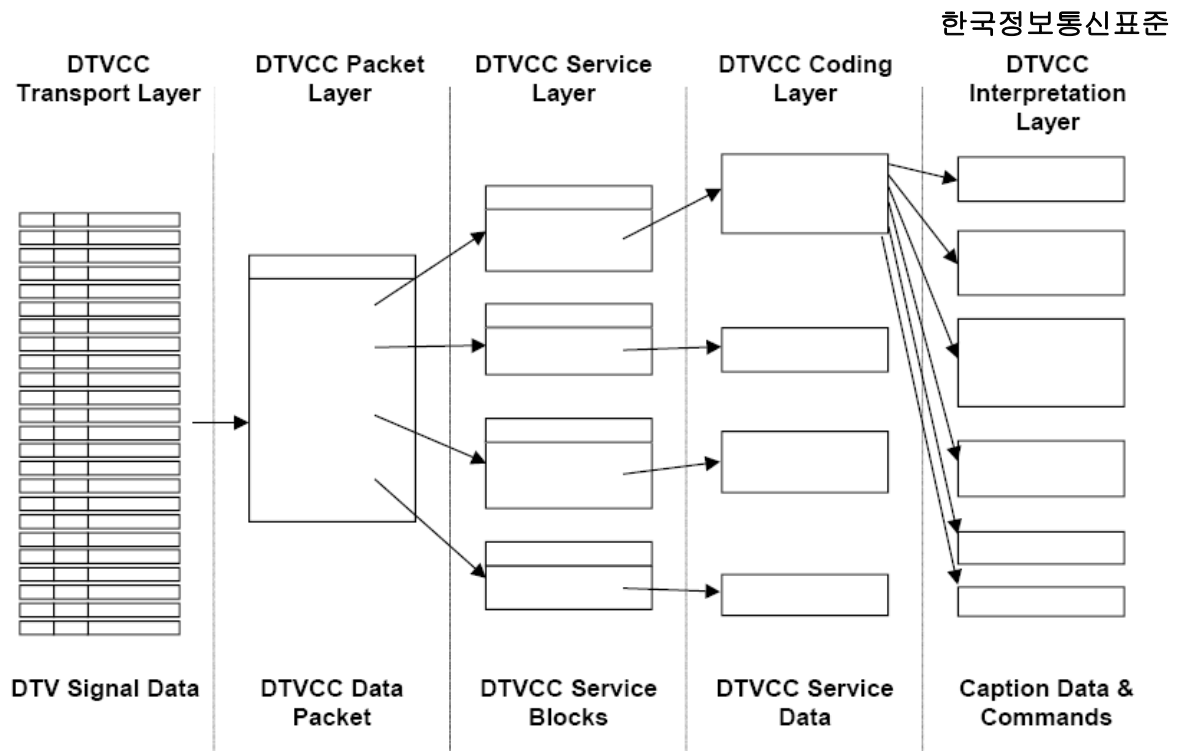 한국정보통신표준
DTVCC
Transport Layer
DTVCC Packet
Layer
DTVCC Service
Layer
DTVCC Coding
Layer
DTVCC
Interpretation
Layer
DTV Signal Data
DTVCC Data
Packet
DTVCC Service
Blocks
DTVCC Service
Data
Caption Data &
Commands